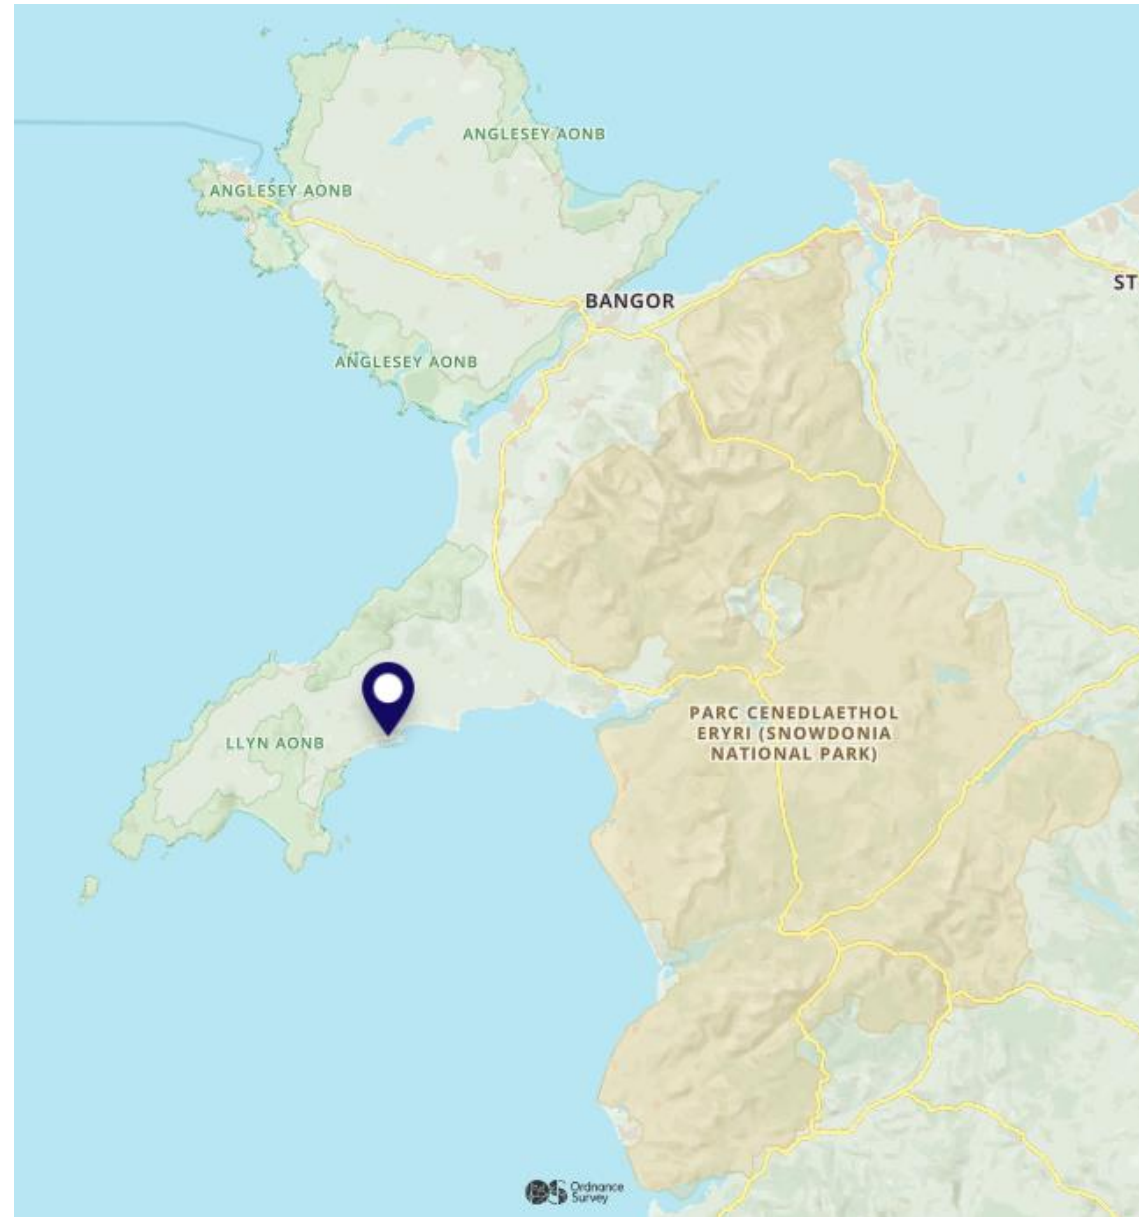 ANGLESEY AONB
ANGLESEY AONB
BANGOR
ST
ANGLESEY AONB
PARC CENEDLAETHOL
ERYRI (SNOWDONIA
NATIONAL PARK)
LLYN AONB
Ordnance
Survey